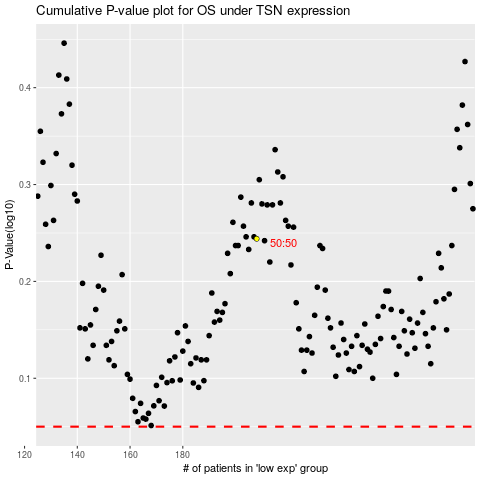 Cumulative P-value plot for OS under TSN expression
P-Value(log10)
0.4
0.3
0.2
0.1
50:50
120 140 160 180
# of patients in 'low exp' group